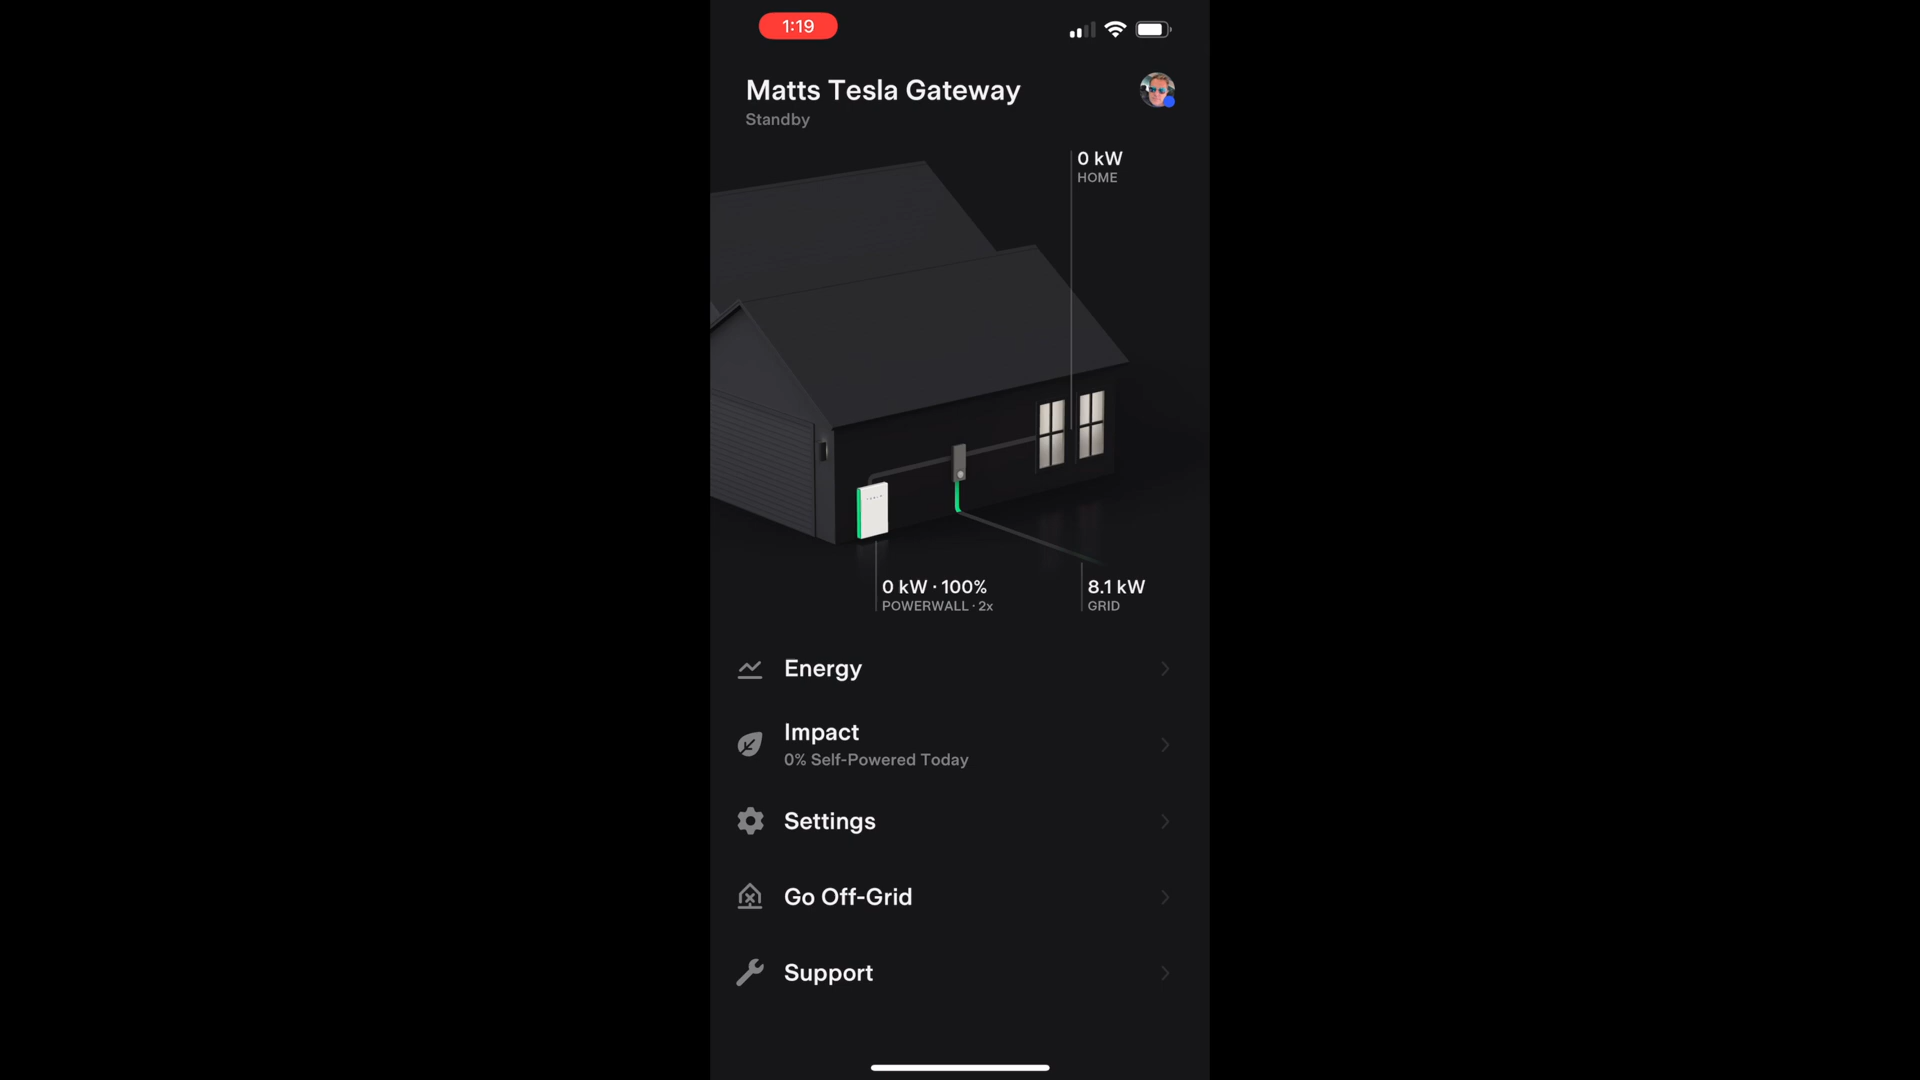 1:19
Matts Tesla Gateway
Standby
0 kW
HOME
0 kW · 100%
POWERWALL · 2x
8.1 kW
GRID
Energy
Impact
0% Self-Powered Today
Settings
Go Off-Grid
Support